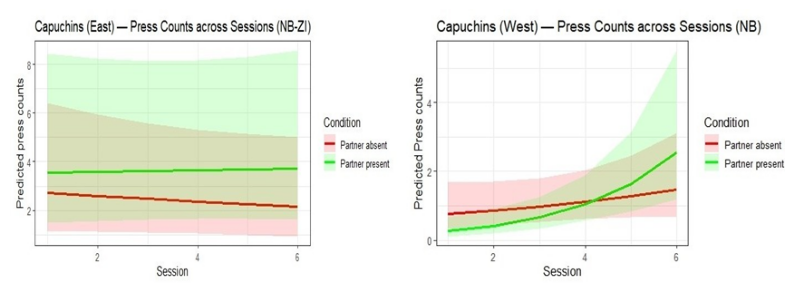 Capuchins (East) — Press Counts across Sessions (NB-ZI)
Predicted press counts
8
6
4
2
2
4
6
Session
Condition
Partner absent
Partner present
Capuchins (West) — Press Counts across Sessions (NB)
Predicted press counts
4
2
0
2
4
6
Session
Condition
Partner absent
Partner present